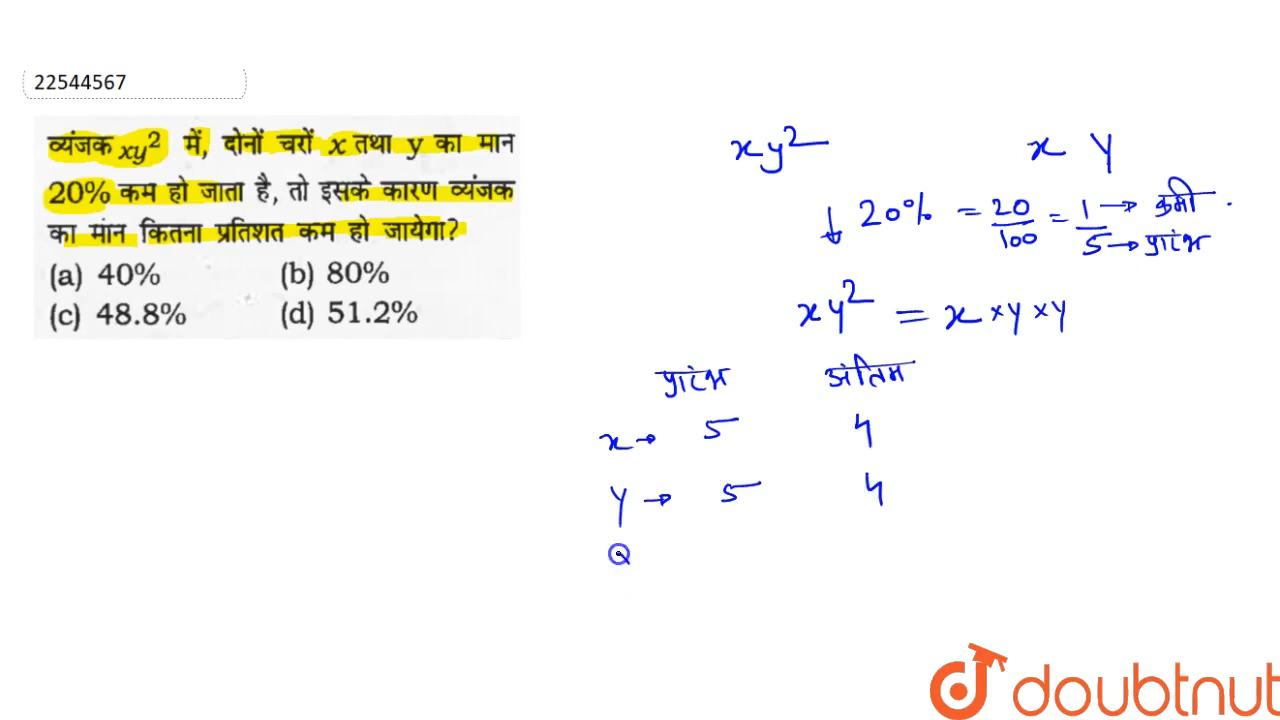 22544567
व्यंजक xy² में, दोनों चरों x तथा y का मान
20% कम हो जाता है, तो इसके कारण व्यंजक
का मान कितना प्रतिशत कम हो जायेगा?
(a) 40% (b) 80%
(c) 48.8% (d) 51.2%
xy² x y
↓ 20% = 20/100 = 1/5 → कमी
→ प्रारंभ
xy² = x × y × y
प्रारंभ अंतिम
x → 5 4
y → 5 4
doubtnut